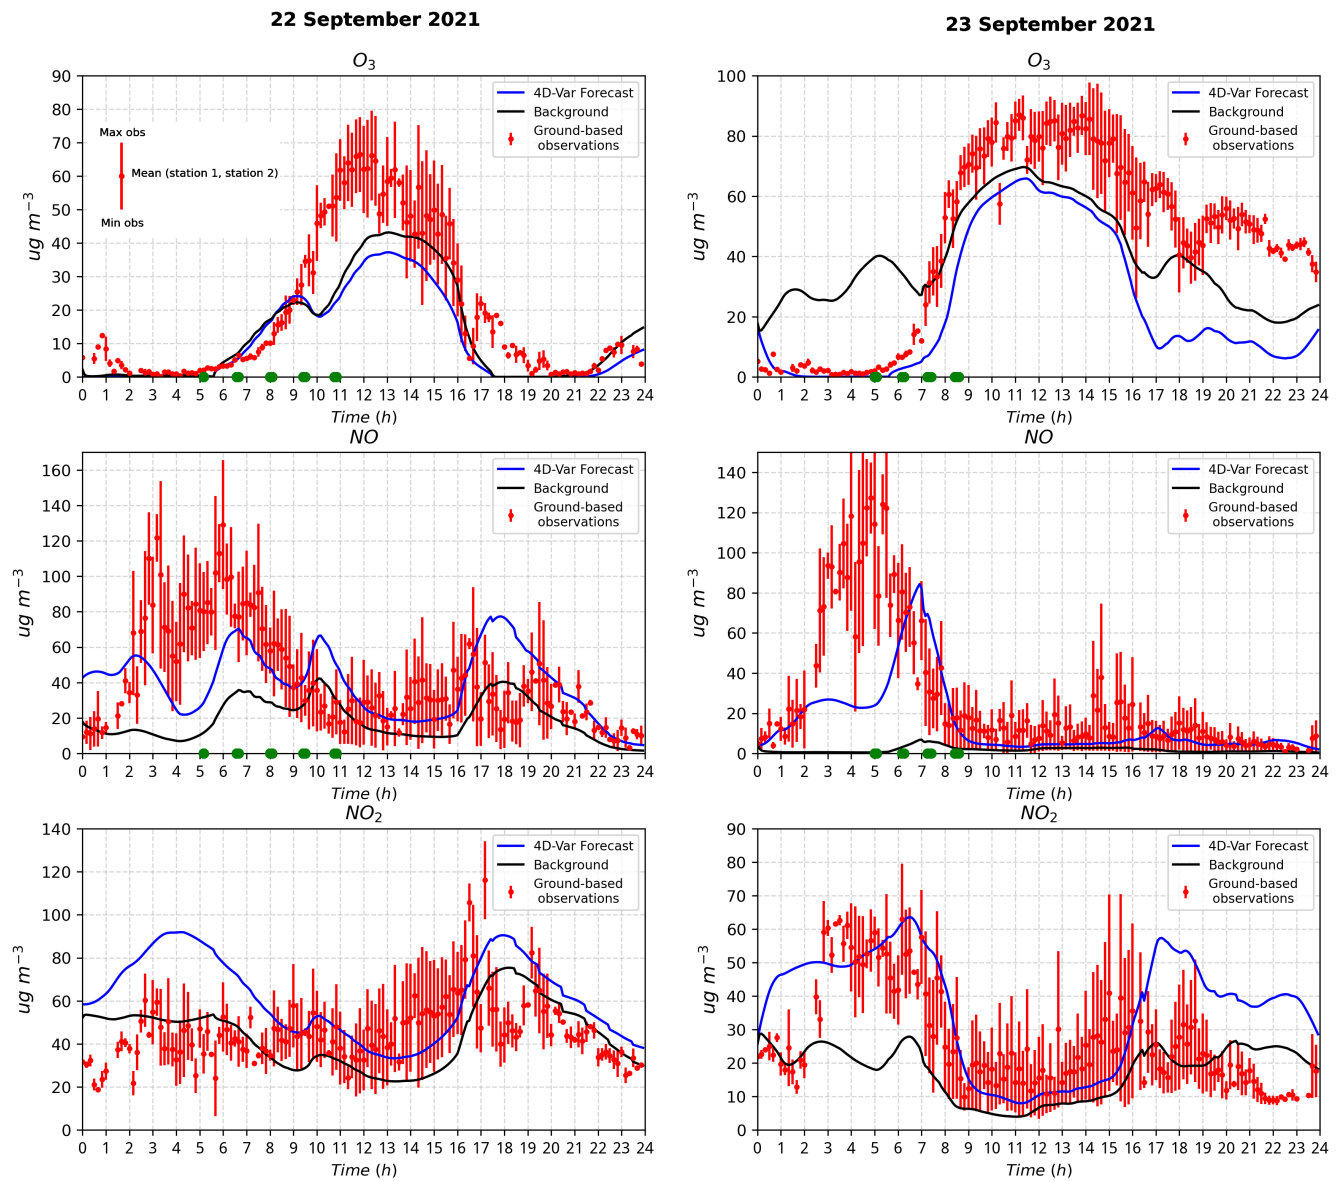 22 September 2021
23 September 2021
O3
90
80
70
60
50
40
30
20
10
0
ug m−3
Max obs
Mean (station 1, station 2)
Min obs
4D-Var Forecast
Background
Ground-based
observations
0 1 2 3 4 5 6 7 8 9 10 11 12 13 14 15 16 17 18 19 20 21 22 23 24
Time (h)
O3
100
80
60
40
20
0
ug m−3
4D-Var Forecast
Background
Ground-based
observations
0 1 2 3 4 5 6 7 8 9 10 11 12 13 14 15 16 17 18 19 20 21 22 23 24
Time (h)
NO
160
140
120
100
80
60
40
20
0
ug m−3
4D-Var Forecast
Background
Ground-based
observations
0 1 2 3 4 5 6 7 8 9 10 11 12 13 14 15 16 17 18 19 20 21 22 23 24
Time (h)
NO
140
120
100
80
60
40
20
0
ug m−3
4D-Var Forecast
Background
Ground-based
observations
0 1 2 3 4 5 6 7 8 9 10 11 12 13 14 15 16 17 18 19 20 21 22 23 24
Time (h)
NO2
140
120
100
80
60
40
20
0
ug m−3
4D-Var Forecast
Background
Ground-based
observations
0 1 2 3 4 5 6 7 8 9 10 11 12 13 14 15 16 17 18 19 20 21 22 23 24
Time (h)
NO2
90
80
70
60
50
40
30
20
10
0
ug m−3
4D-Var Forecast
Background
Ground-based
observations
0 1 2 3 4 5 6 7 8 9 10 11 12 13 14 15 16 17 18 19 20 21 22 23 24
Time (h)